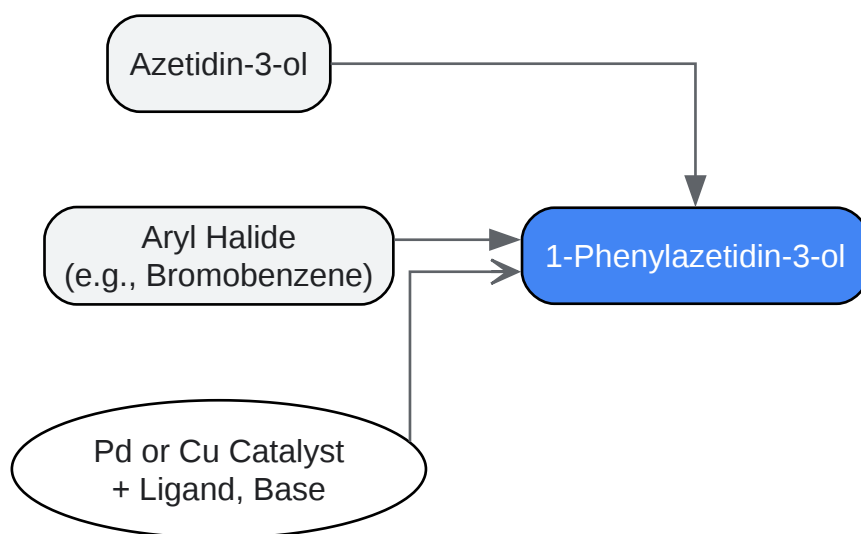 Azetidin-3-ol
Aryl Halide
(e.g., Bromobenzene)
1-Phenylazetidin-3-ol
Pd or Cu Catalyst
+ Ligand, Base